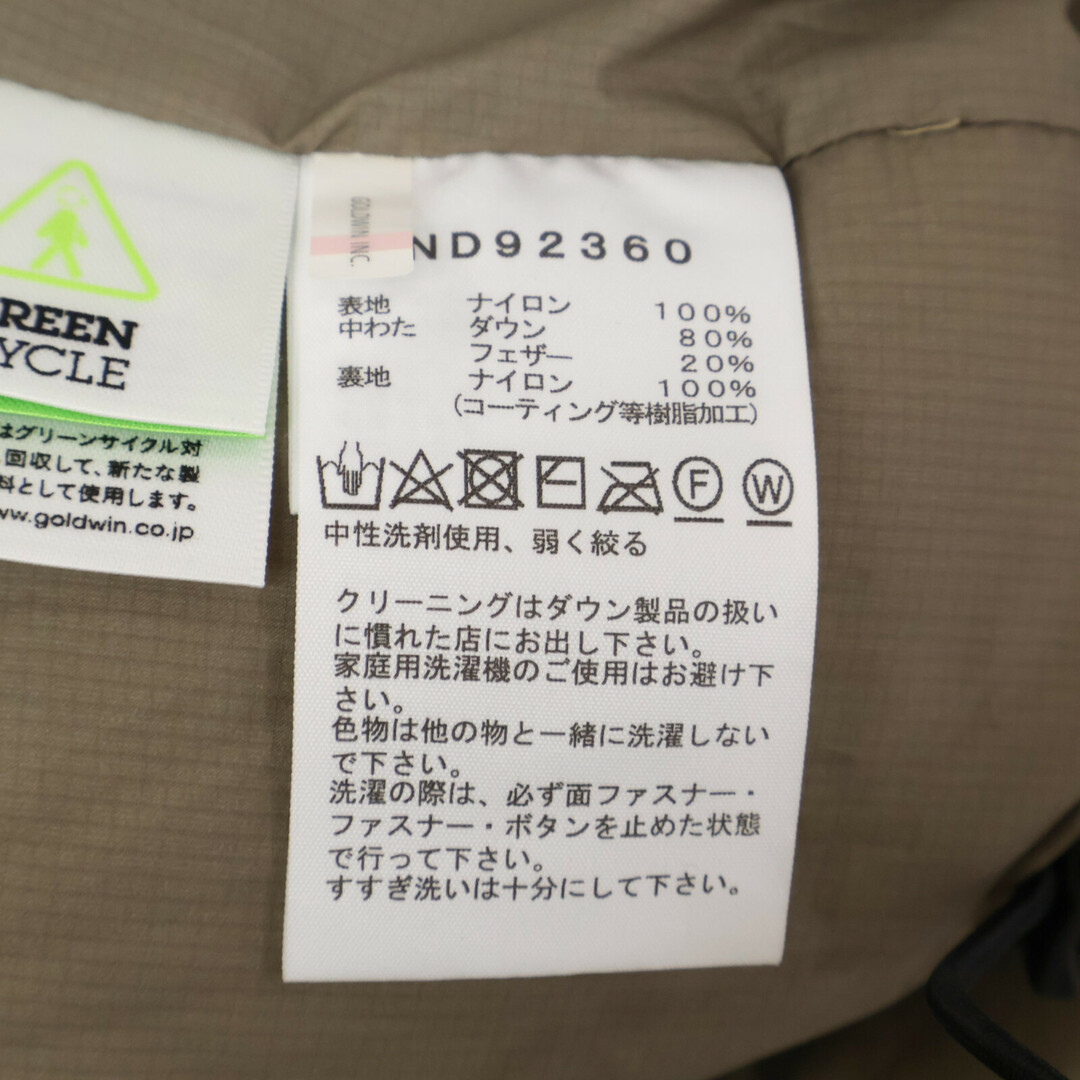 REEN
YCLE
はグリーンサイクル対
回収して、新たな製
料として使用します。
ww.goldwin.co.jp
GOLDWIN INC.
ND92360
表地 ナイロン 100%
中わた ダウン 80%
フェザー 20%
裏地 ナイロン 100%
(コーティング等樹脂加工)
F
W
中性洗剤使用、弱く絞る
クリーニングはダウン製品の扱い
に慣れた店にお出し下さい。
家庭用洗濯機のご使用はお避け下
さい。
色物は他の物と一緒に洗濯しない
で下さい。
洗濯の際は、必ず面ファスナー・
ファスナー・ボタンを止めた状態
で行って下さい。
すすぎ洗いは十分にして下さい。